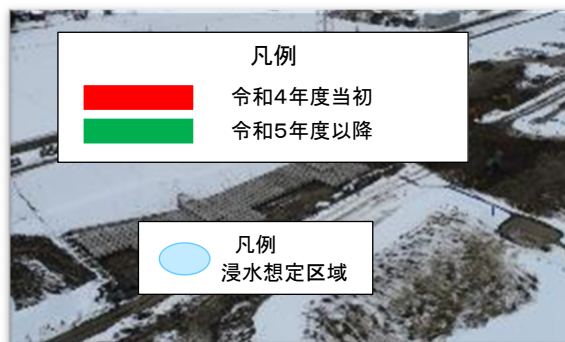 凡例
令和4年度当初
令和5年度以降
凡例
浸水想定区域